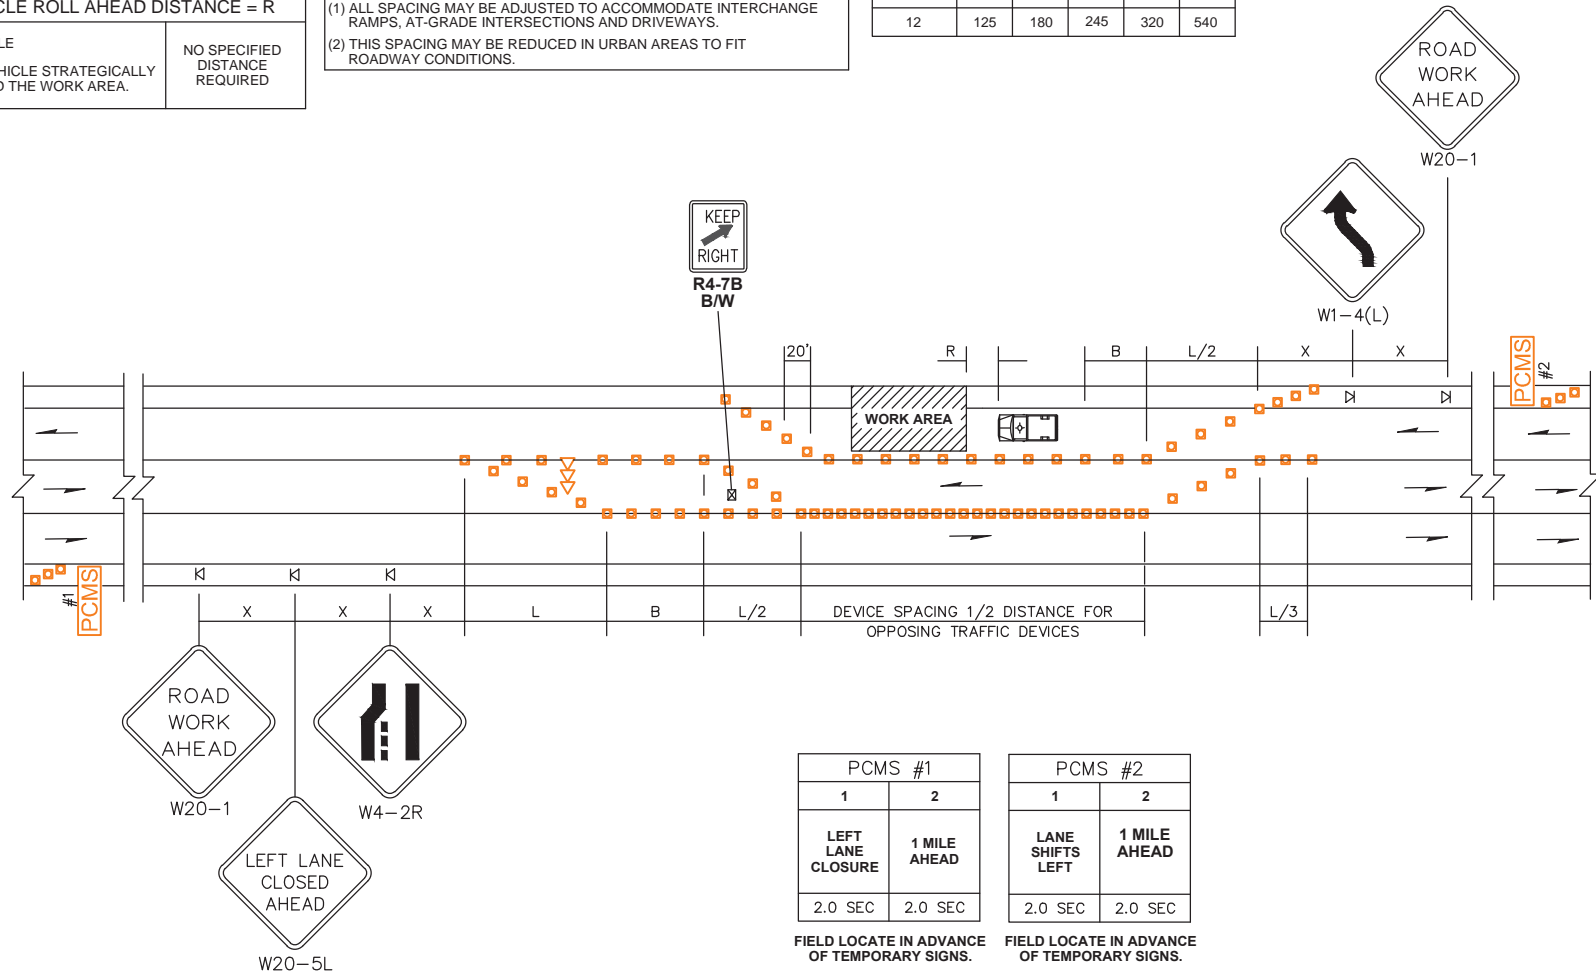 CLE ROLL AHEAD DISTANCE = R
LE
HICLE STRATEGICALLY
D THE WORK AREA.
NO SPECIFIED
DISTANCE
REQUIRED
(1) ALL SPACING MAY BE ADJUSTED TO ACCOMMODATE INTERCHANGE
RAMPS, AT-GRADE INTERSECTIONS AND DRIVEWAYS.
(2) THIS SPACING MAY BE REDUCED IN URBAN AREAS TO FIT
ROADWAY CONDITIONS.
12 125 180 245 320 540
ROAD
WORK
AHEAD
W20-1
W1-4(L)
KEEP
RIGHT
R4-7B
B/W
20' R B L/2 X X
PCMS
#2
WORK AREA
PCMS
#1
X X X L B L/2
DEVICE SPACING 1/2 DISTANCE FOR
OPPOSING TRAFFIC DEVICES
L/3
ROAD
WORK
AHEAD
W20-1
W4-2R
LEFT LANE
CLOSED
AHEAD
W20-5L
PCMS #1
1 2
LEFT
LANE
CLOSURE
1 MILE
AHEAD
2.0 SEC 2.0 SEC
FIELD LOCATE IN ADVANCE
OF TEMPORARY SIGNS.
PCMS #2
1 2
LANE
SHIFTS
LEFT
1 MILE
AHEAD
2.0 SEC 2.0 SEC
FIELD LOCATE IN ADVANCE
OF TEMPORARY SIGNS.